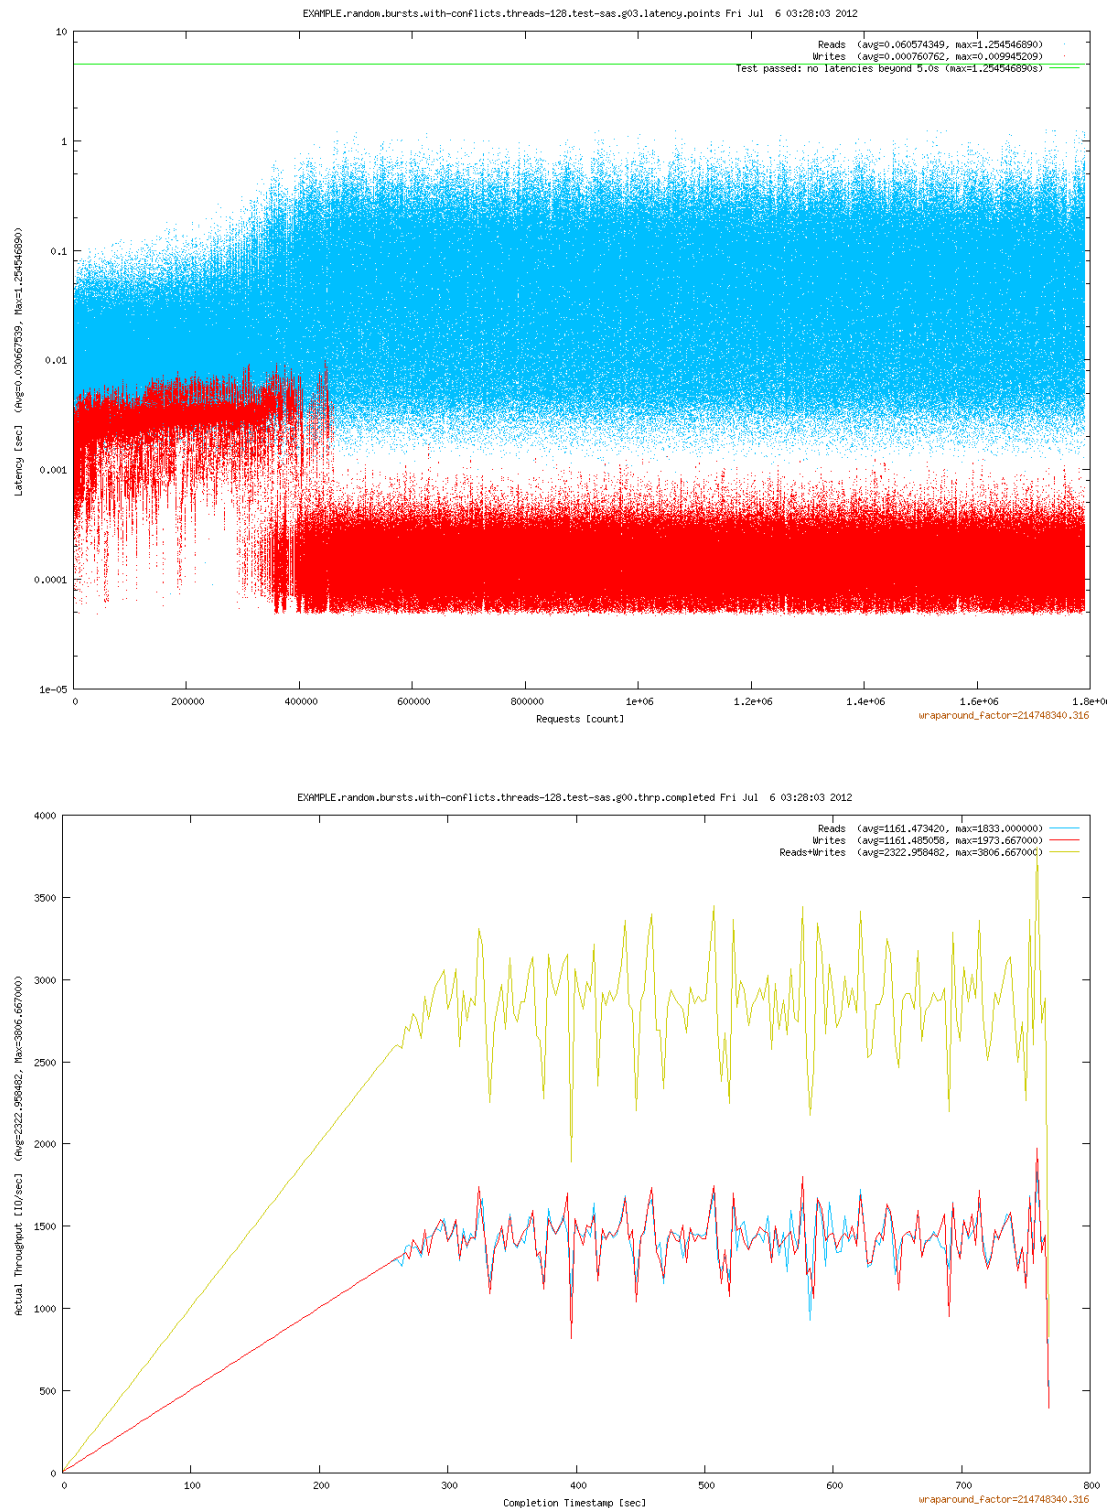 EXAMPLE.random.bursts.with-conflicts.threads-128.test-sas.g03.latency.points Fri Jul  6 03:28:03 2012
Reads  (avg=0.060574349, max=1.254546890)
Writes  (avg=0.000760762, max=0.009945209)
Test passed: no latencies beyond 5.0s (max=1.254546890s)
10
1
0.1
0.01
0.001
0.0001
1e-05
Latency [sec]  (Avg=0.030667539, Max=1.254546890)
0 200000 400000 600000 800000 1e+06 1.2e+06 1.4e+06 1.6e+06 1.8e+0
Requests [count]
wraparound_factor=214748340.316
EXAMPLE.random.bursts.with-conflicts.threads-128.test-sas.g00.thrp.completed Fri Jul  6 03:28:03 2012
Reads  (avg=1161.473420, max=1833.000000)
Writes  (avg=1161.485058, max=1973.667000)
Reads+Writes  (avg=2322.958482, max=3806.667000)
4000
3500
3000
2500
2000
1500
1000
500
0
Actual Throughput [IO/sec]  (Avg=2322.958482, Max=3806.667000)
0 100 200 300 400 500 600 700 800
Completion Timestamp [sec]
wraparound_factor=214748340.316